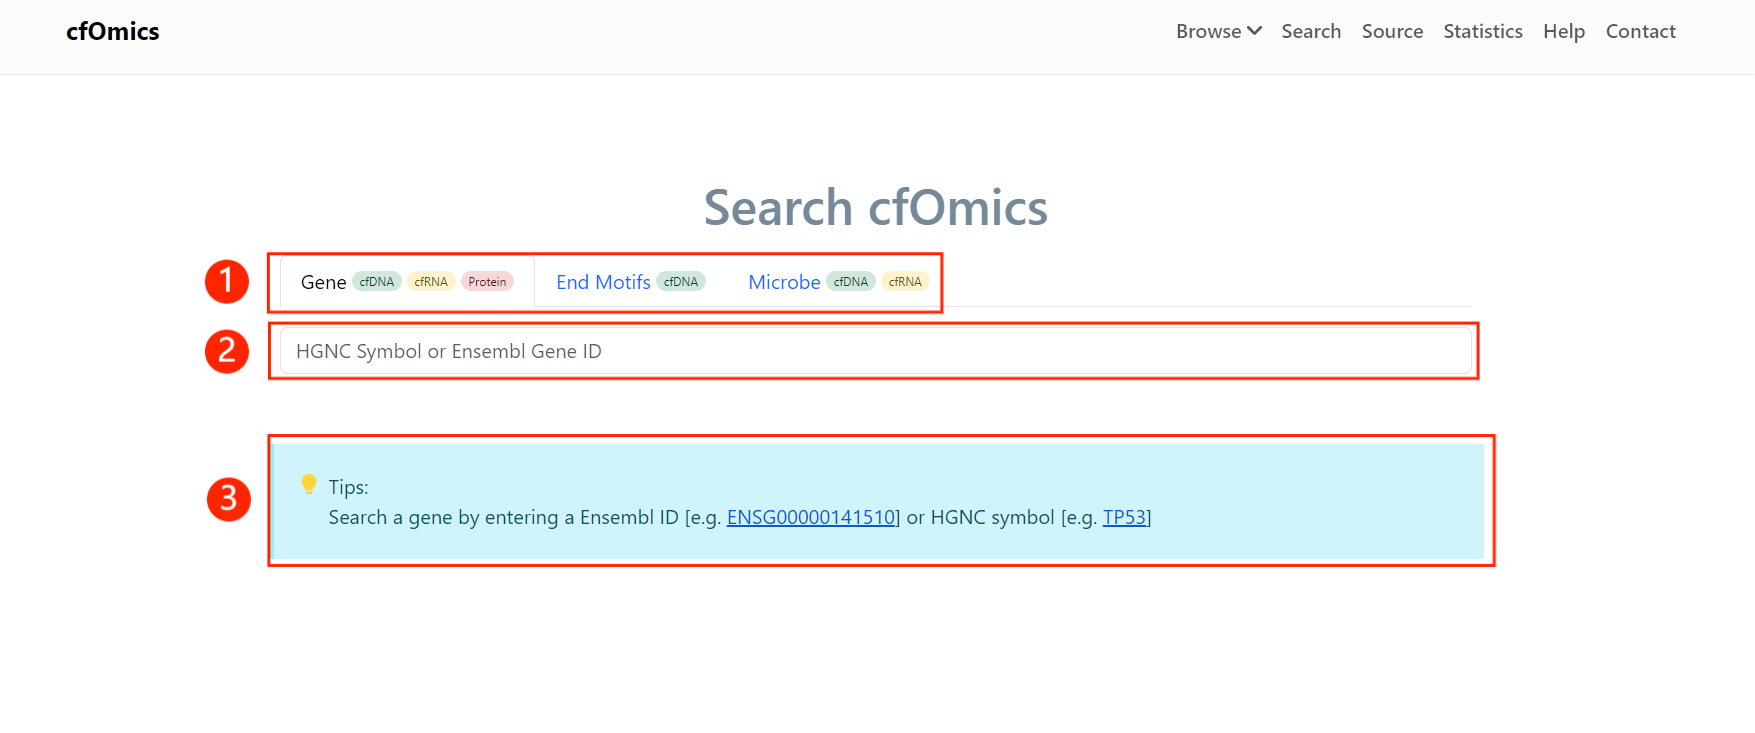 cfOmics Browse Search Source Statistics Help Contact
Search cfOmics
1 Gene cfDNA cfRNA Protein End Motifs cfDNA Microbe cfDNA cfRNA
2 HGNC Symbol or Ensembl Gene ID
Tips:
3 Search a gene by entering a Ensembl ID [e.g. ENSG00000141510] or HGNC symbol [e.g. TP53]